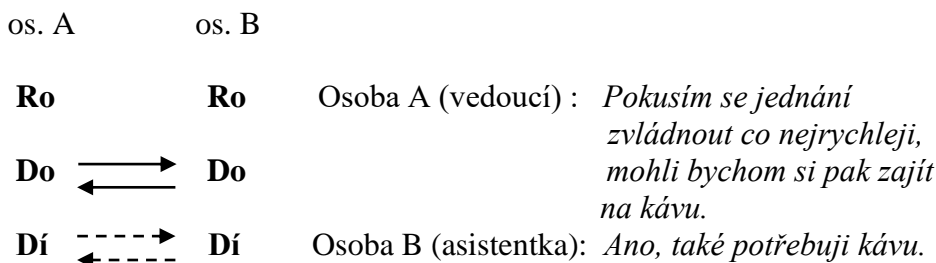 os. A os. B
Ro Ro Osoba A (vedoucí) : Pokusím se jednání
zvládnout co nejrychleji,
Do Do mohli bychom si pak zajít
na kávu.
Dí Dí Osoba B (asistentka): Ano, také potřebuji kávu.